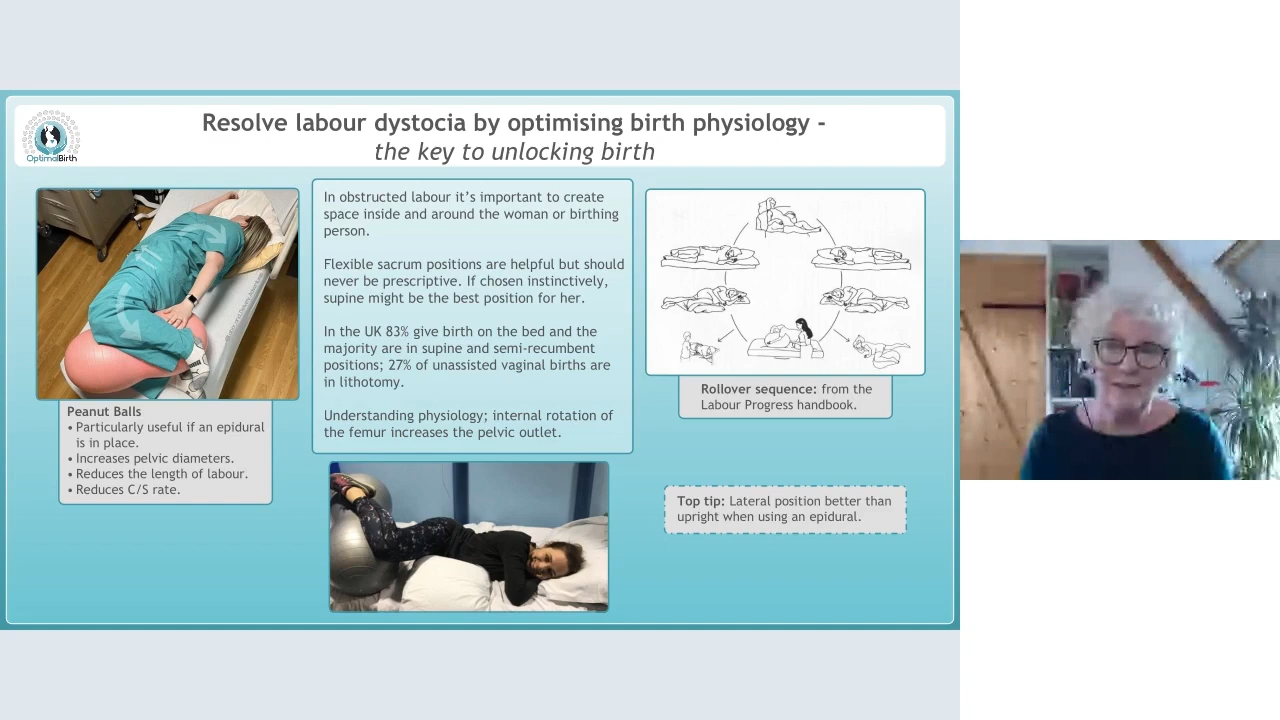 Resolve labour dystocia by optimising birth physiology -
the key to unlocking birth
OptimalBirth
Peanut Balls
• Particularly useful if an epidural
is in place.
• Increases pelvic diameters.
• Reduces the length of labour.
• Reduces C/S rate.
In obstructed labour it’s important to create
space inside and around the woman or birthing
person.
Flexible sacrum positions are helpful but should
never be prescriptive. If chosen instinctively,
supine might be the best position for her.
In the UK 83% give birth on the bed and the
majority are in supine and semi-recumbent
positions; 27% of unassisted vaginal births are
in lithotomy.
Understanding physiology; internal rotation of
the femur increases the pelvic outlet.
Rollover sequence: from the
Labour Progress handbook.
Top tip: Lateral position better than
upright when using an epidural.